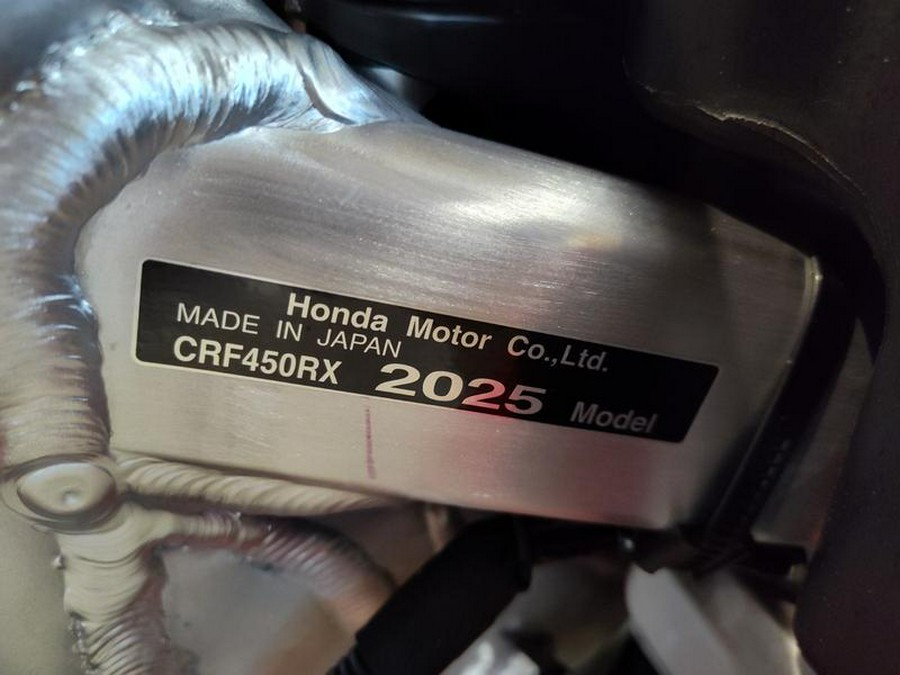 Honda Motor Co.,Ltd.
MADE IN JAPAN
CRF450RX 2025 Model